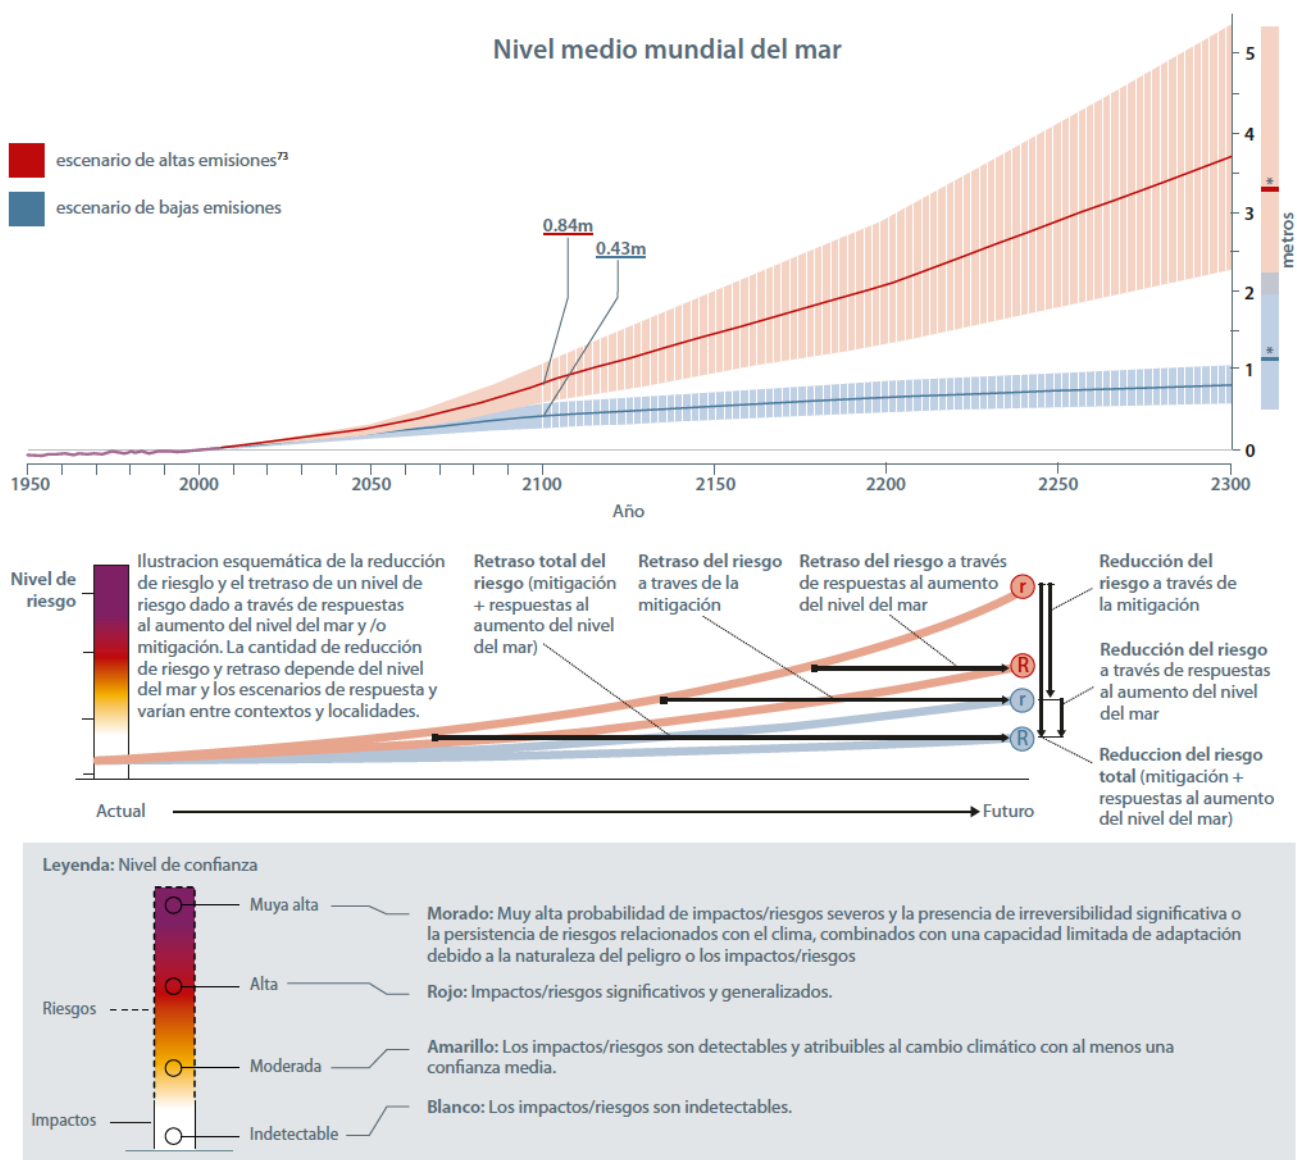 Nivel medio mundial del mar
escenario de altas emisiones73
escenario de bajas emisiones
0.84m
0.43m
5
4
3
2
1
0
metros
*
*
1950
2000
2050
2100
2150
2200
2250
2300
Año
Nivel de
riesgo
Ilustracion esquemática de la reducción
de riesglo y el tretraso de un nivel de
riesgo dado a través de respuestas
al aumento del nivel del mar y /o
mitigación. La cantidad de reducción
de riesgo y retraso depende del nivel
del mar y los escenarios de respuesta y
varían entre contextos y localidades.
Retraso total del
riesgo (mitigación
+ respuestas al
aumento del nivel
del mar)
Retraso del riesgo
a traves de la
mitigación
Retraso del riesgo a través
de respuestas al aumento
del nivel del mar
Reducción del
riesgo a través de
la mitigación
Reducción del riesgo
a través de respuestas
al aumento del nivel
del mar
Reduccion del riesgo
total (mitigación +
respuestas al aumento
del nivel del mar)
r
R
r
R
Actual
Futuro
Leyenda: Nivel de confianza
Muya alta
Alta
Moderada
Indetectable
Riesgos
Impactos
Morado: Muy alta probabilidad de impactos/riesgos severos y la presencia de irreversibilidad significativa o
la persistencia de riesgos relacionados con el clima, combinados con una capacidad limitada de adaptación
debido a la naturaleza del peligro o los impactos/riesgos
Rojo: Impactos/riesgos significativos y generalizados.
Amarillo: Los impactos/riesgos son detectables y atribuibles al cambio climático con al menos una
confianza media.
Blanco: Los impactos/riesgos son indetectables.